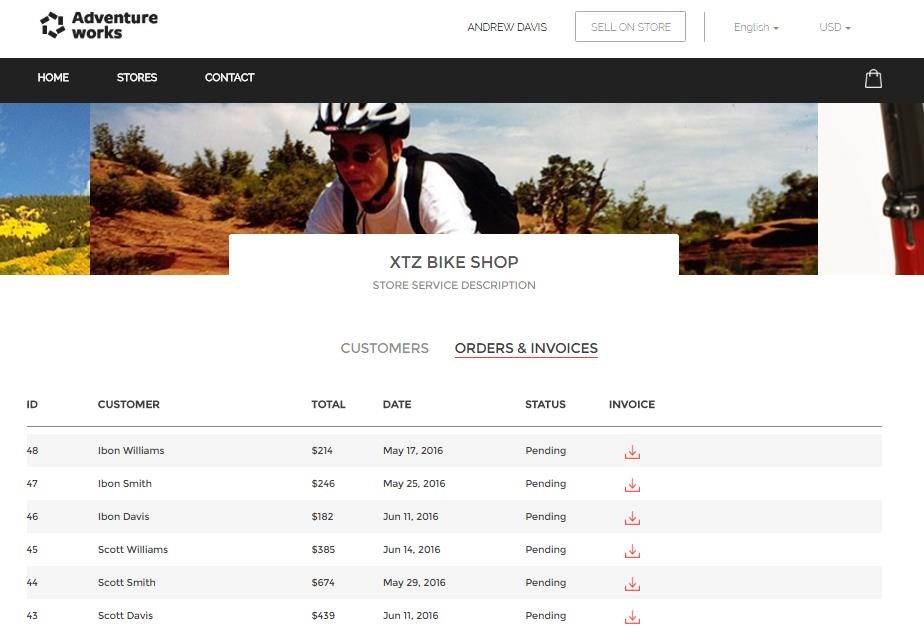 Adventure
works
ANDREW DAVIS SELL ON STORE English USD
HOME STORES CONTACT
XTZ BIKE SHOP
STORE SERVICE DESCRIPTION
CUSTOMERS ORDERS & INVOICES
ID CUSTOMER TOTAL DATE STATUS INVOICE
48 Ibon Williams $214 May 17, 2016 Pending
47 Ibon Smith $246 May 25, 2016 Pending
46 Ibon Davis $182 Jun 11, 2016 Pending
45 Scott Williams $385 Jun 14, 2016 Pending
44 Scott Smith $674 May 29, 2016 Pending
43 Scott Davis $439 Jun 11, 2016 Pending